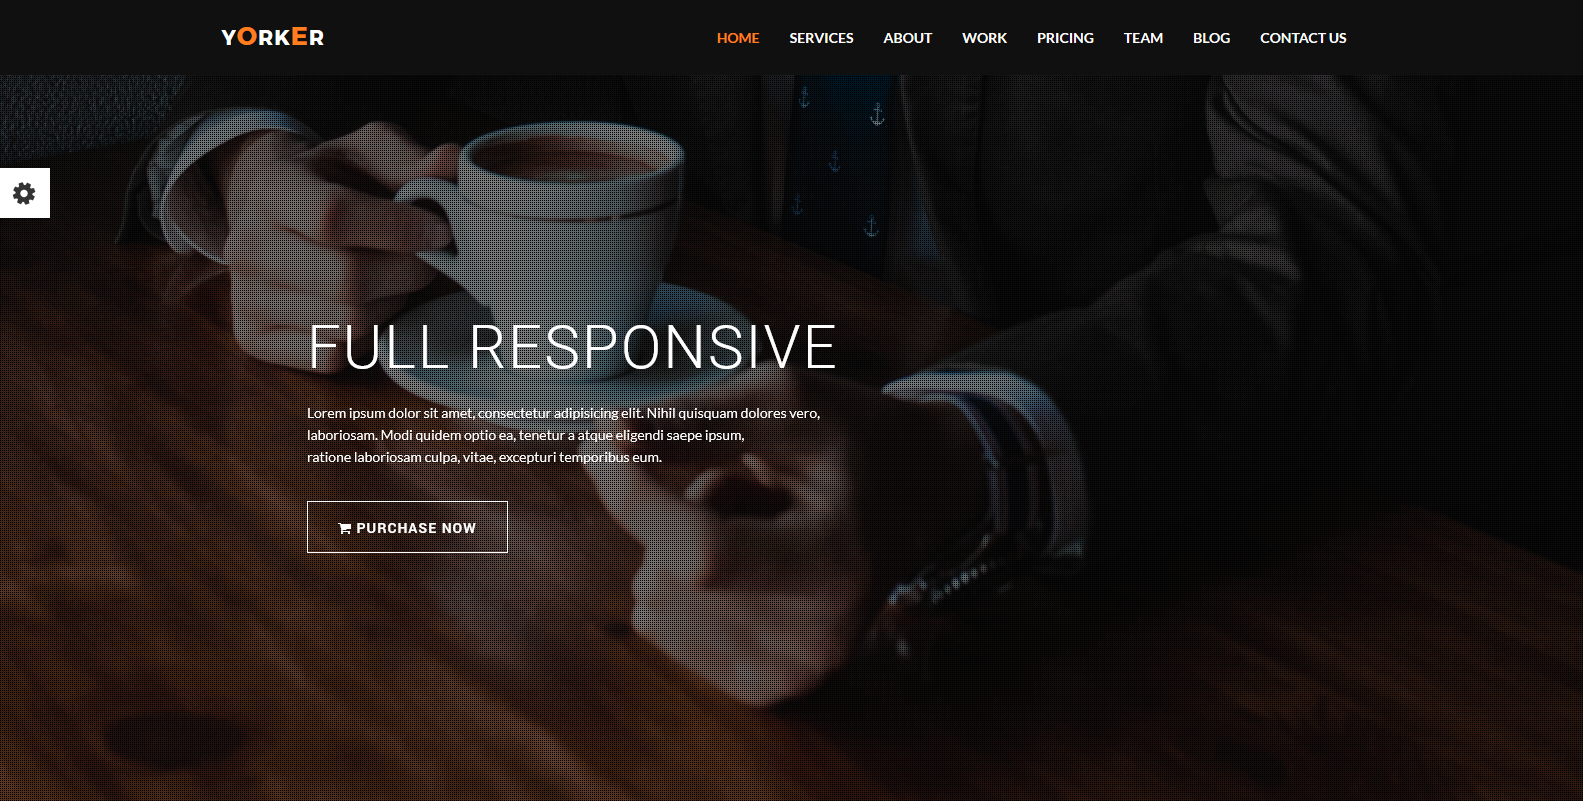 YORKER
HOME SERVICES ABOUT WORK PRICING TEAM BLOG CONTACT US
FULL RESPONSIVE
Lorem ipsum dolor sit amet, consectetur adipisicing elit. Nihil quisquam dolores vero,
laboriosam. Modi quidem optio ea, tenetur a atque eligendi saepe ipsum,
ratione laboriosam culpa, vitae, excepturi temporibus eum.
PURCHASE NOW